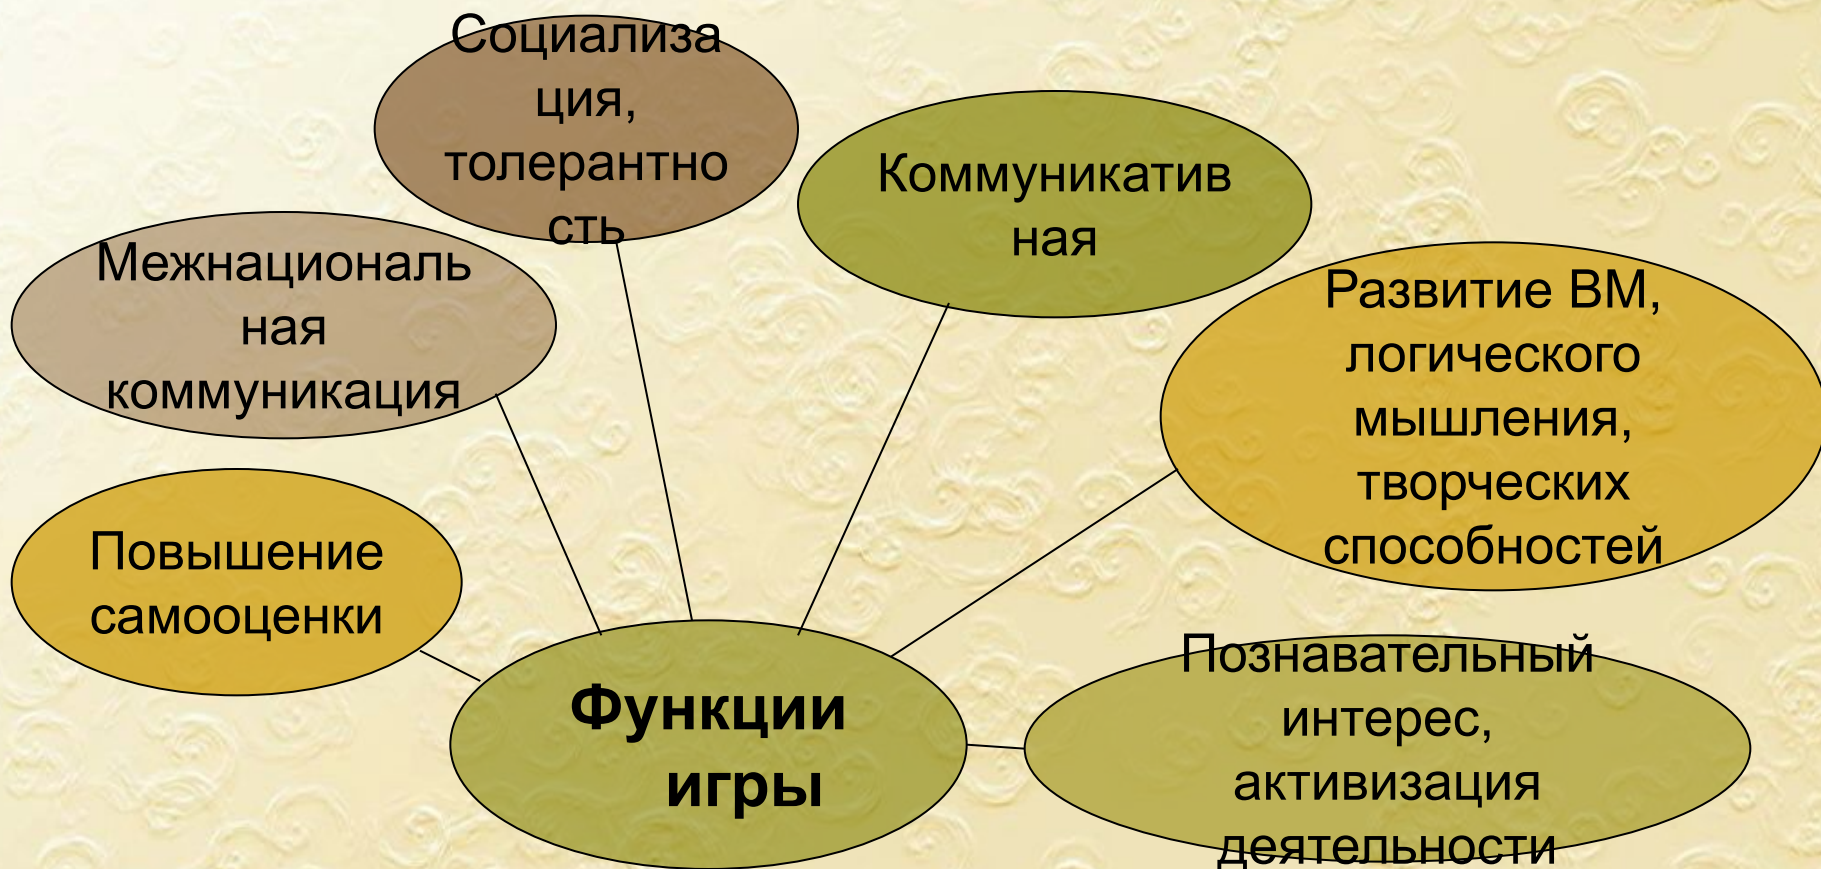 Социализа
ция,
толерантно
сть
Коммуникатив
ная
Межнациональ
ная
коммуникация
Развитие ВМ,
логического
мышления,
творческих
способностей
Повышение
самооценки
Функции
игры
Познавательный
интерес,
активизация
деятельности